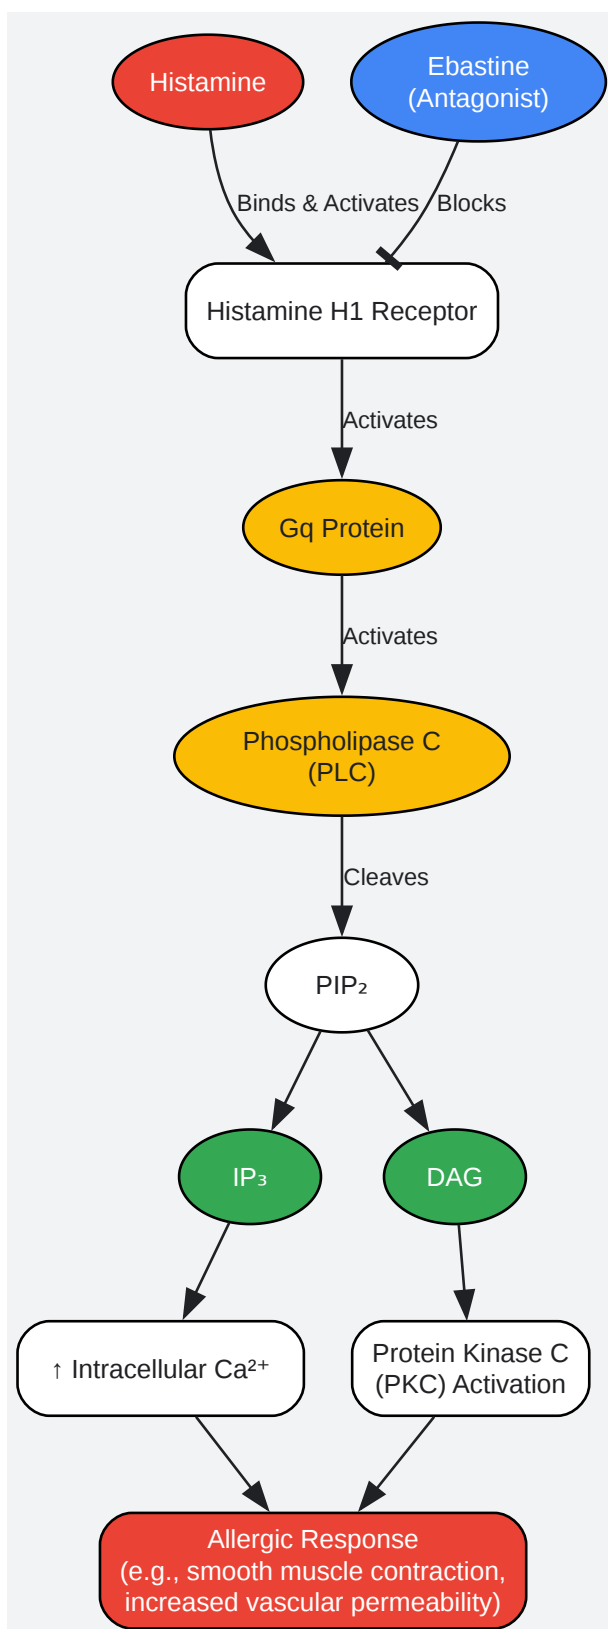 Histamine
Ebastine
(Antagonist)
Binds & Activates
Blocks
Histamine H1 Receptor
Activates
Gq Protein
Activates
Phospholipase C
(PLC)
Cleaves
PIP₂
IP₃
DAG
↑ Intracellular Ca²⁺
Protein Kinase C
(PKC) Activation
Allergic Response
(e.g., smooth muscle contraction,
increased vascular permeability)